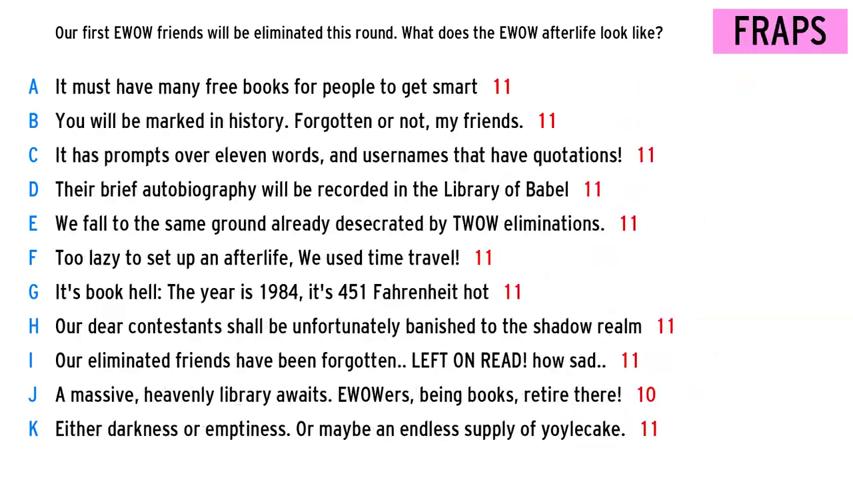 Our first EWOW friends will be eliminated this round. What does the EWOW afterlife look like?
FRAPS
A It must have many free books for people to get smart 11
B You will be marked in history. Forgotten or not, my friends. 11
C It has prompts over eleven words, and usernames that have quotations! 11
D Their brief autobiography will be recorded in the Library of Babel 11
E We fall to the same ground already desecrated by TWOW eliminations. 11
F Too lazy to set up an afterlife, We used time travel! 11
G It's book hell: The year is 1984, it's 451 Fahrenheit hot 11
H Our dear contestants shall be unfortunately banished to the shadow realm 11
I Our eliminated friends have been forgotten.. LEFT ON READ! how sad.. 11
J A massive, heavenly library awaits. EWOWers, being books, retire there! 10
K Either darkness or emptiness. Or maybe an endless supply of yoylecake. 11